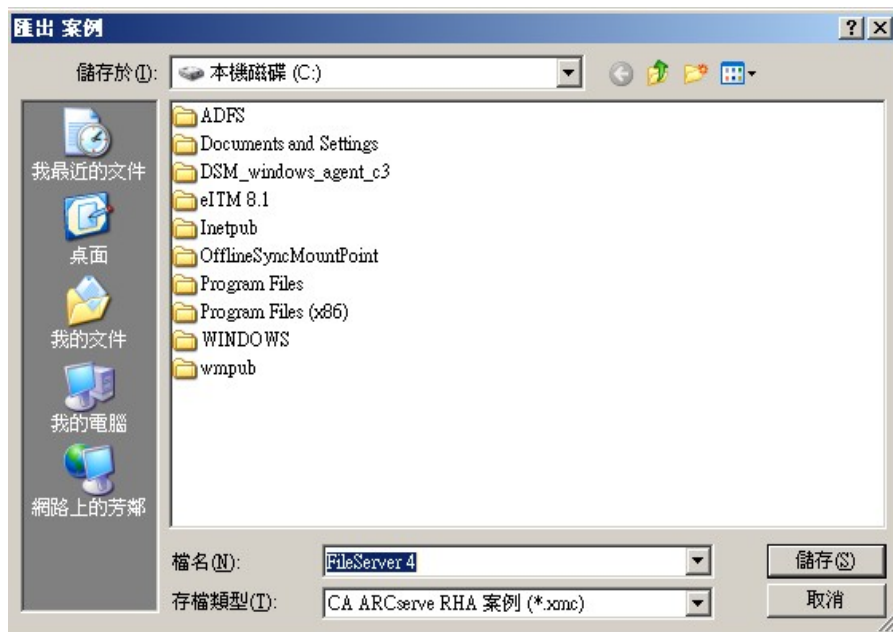 匯出 案例
儲存於(I):
本機磁碟 (C:)
我最近的文件
桌面
我的文件
我的電腦
網路上的芳鄰
ADFS
Documents and Settings
DSM_windows_agent_c3
eITM 8.1
Inetpub
OfflineSyncMountPoint
Program Files
Program Files (x86)
WINDOWS
wmpub
檔名(N):
FileServer 4
儲存(S)
存檔類型(T):
CA ARCserve RHA 案例 (*.xmc)
取消